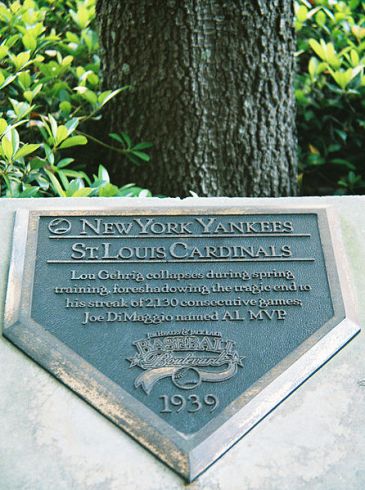 New York Yankees
St. Louis Cardinals
Lou Gehrig collapses during spring
training, foreshadowing the tragic end to
his streak of 2,130 consecutive games;
Joe DiMaggio named AL MVP.
BASEBALL
Boulevard
1939